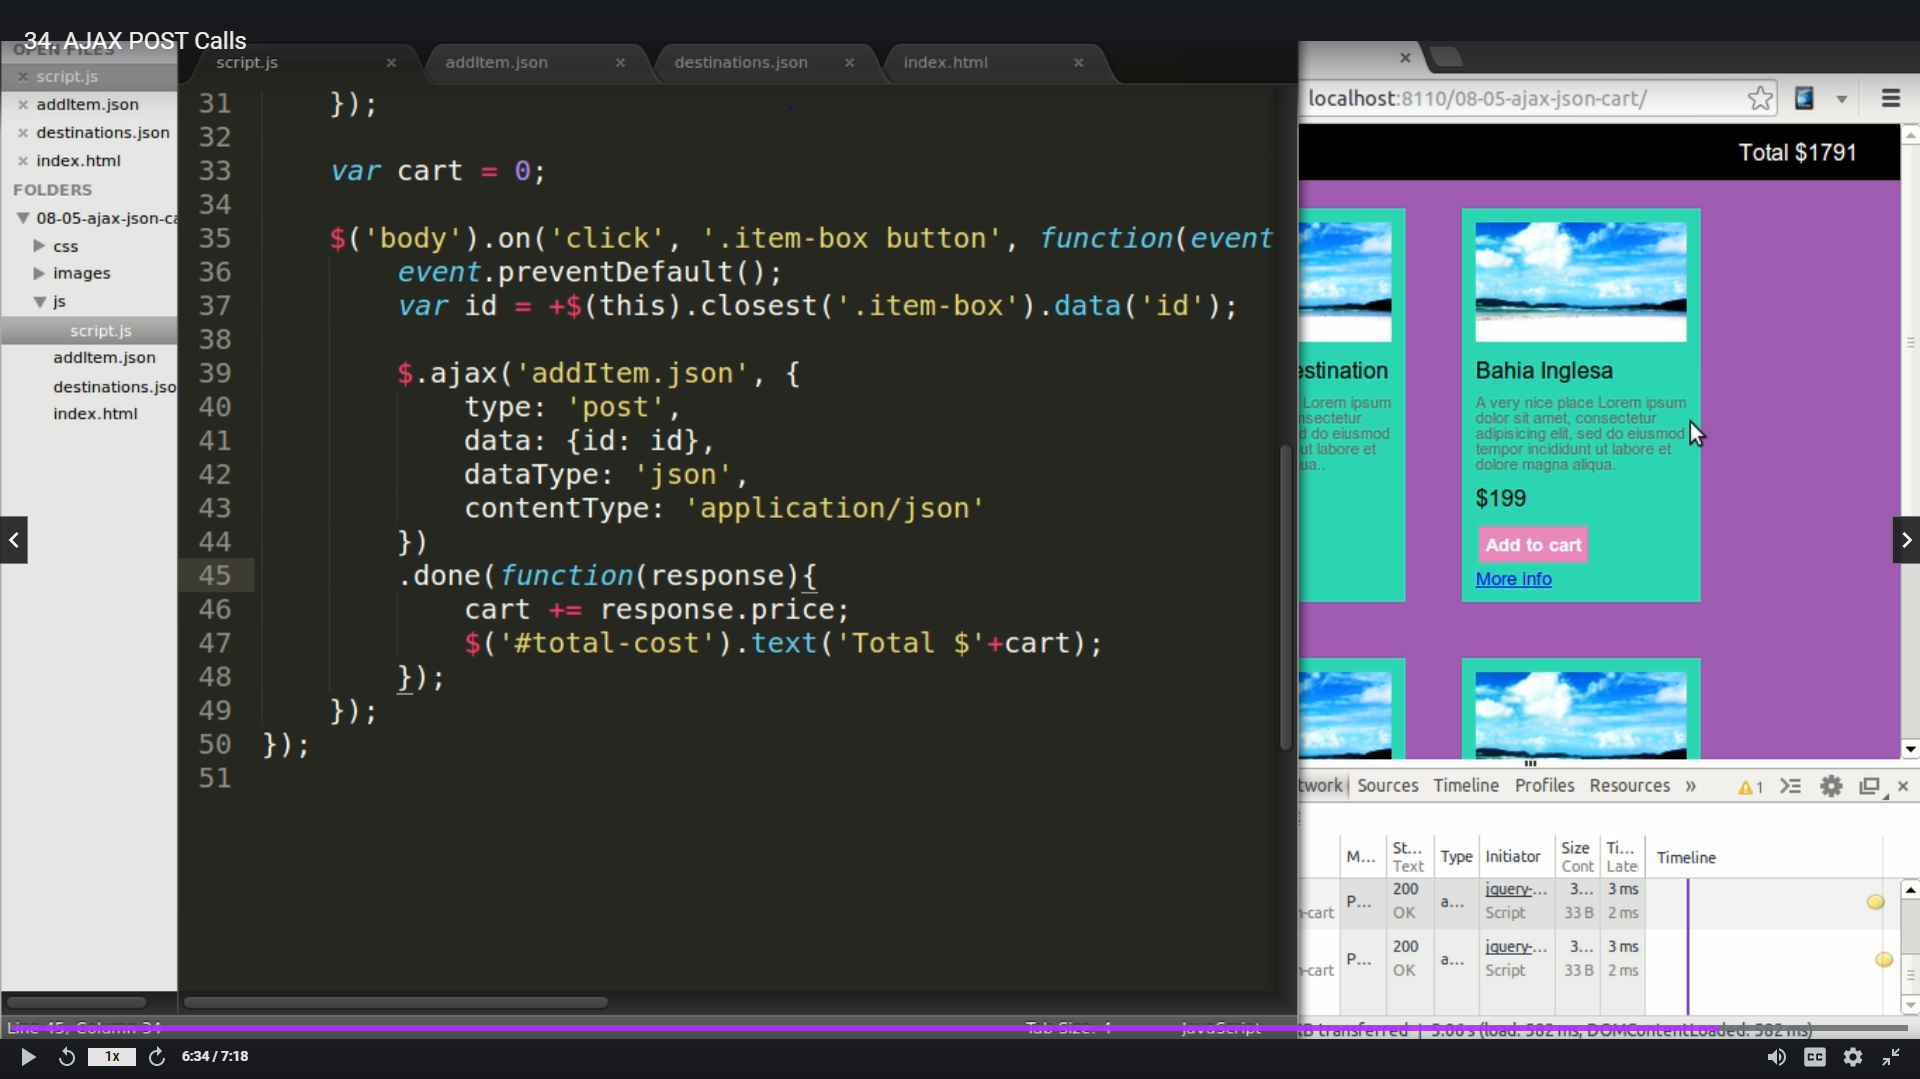 34. AJAX POST Calls
OPEN FILES
script.js
addItem.json
destinations.json
index.html
FOLDERS
08-05-ajax-json-ca
css
images
js
script.js
addItem.json
destinations.jso
index.html
script.js
addItem.json
destinations.json
index.html
31 });
32
33 var cart = 0;
34
35 $('body').on('click', '.item-box button', function(event
36 event.preventDefault();
37 var id = +$(this).closest('.item-box').data('id');
38
39 $.ajax('addItem.json', {
40 type: 'post',
41 data: {id: id},
42 dataType: 'json',
43 contentType: 'application/json'
44 })
45 .done(function(response){
46 cart += response.price;
47 $('#total-cost').text('Total $'+cart);
48 });
49 });
50 });
51
Line 45, Column 34
Tab Size: 4
JavaScript
localhost:8110/08-05-ajax-json-cart/
Total $1791
estination
Lorem ipsum
nsectur
d do eiusmod
ut labore et
ua..
Bahia Inglesa
A very nice place Lorem ipsum
dolor sit amet, consectetur
adipisicing elit, sed do eiusmod
tempor incididunt ut labore et
dolore magna aliqua.
$199
Add to cart
More info
twork Sources Timeline Profiles Resources » 1
M... St... Type Initiator Size Ti... Timeline
Text Cont Late
P... 200 a... jquery-... 3... 3 ms
-cart OK Script 33 B 2 ms
P... 200 a... jquery-... 3... 3 ms
-cart OK Script 33 B 2 ms
B transferred | 5.06 s (load: 582 ms, DOMContentLoaded: 582 ms)
1x
6:34 / 7:18
CC